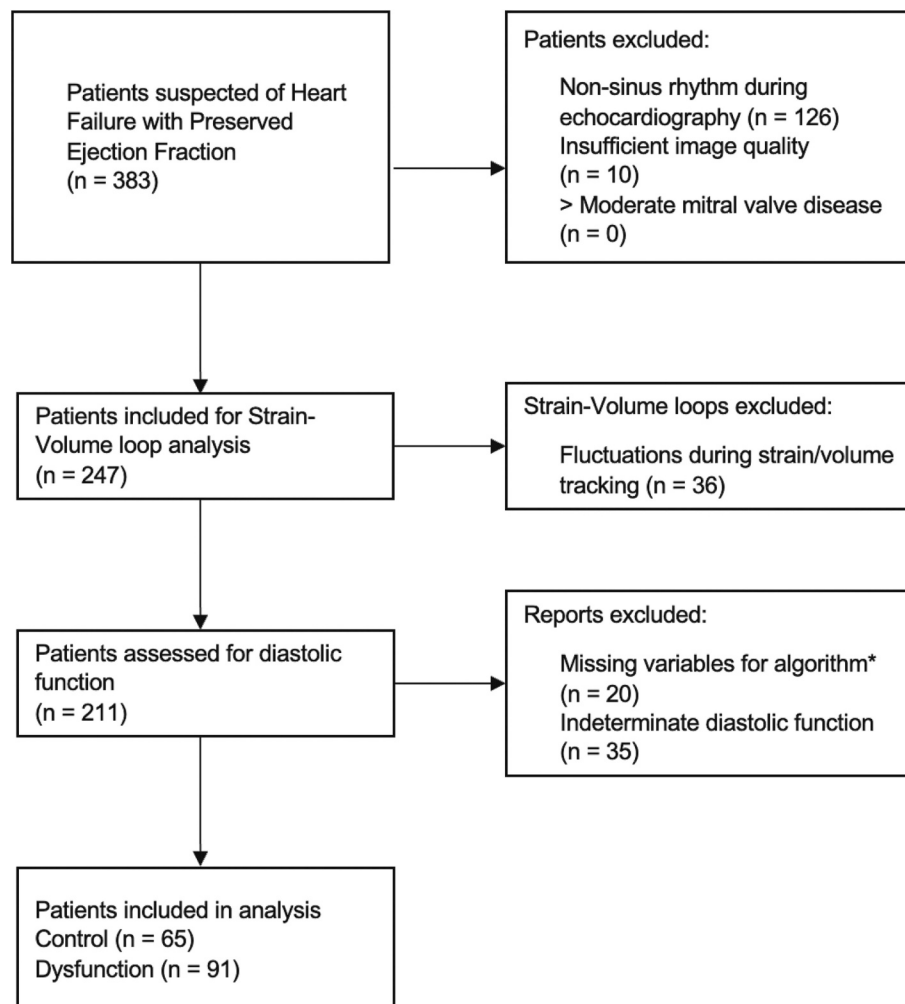 Patients suspected of Heart
Failure with Preserved
Ejection Fraction
(n = 383)
Patients excluded:
Non-sinus rhythm during
echocardiography (n = 126)
Insufficient image quality
(n = 10)
> Moderate mitral valve disease
(n = 0)
Patients included for Strain-
Volume loop analysis
(n = 247)
Strain-Volume loops excluded:
Fluctuations during strain/volume
tracking (n = 36)
Patients assessed for diastolic
function
(n = 211)
Reports excluded:
Missing variables for algorithm*
(n = 20)
Indeterminate diastolic function
(n = 35)
Patients included in analysis
Control (n = 65)
Dysfunction (n = 91)